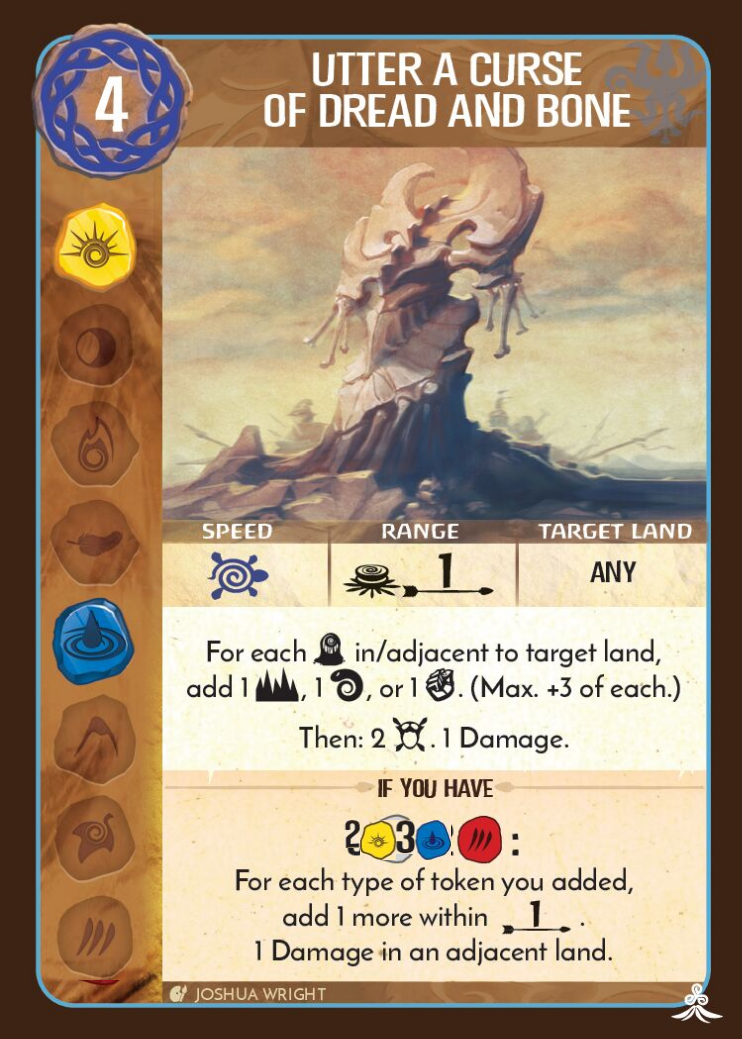 4
UTTER A CURSE
OF DREAD AND BONE
SPEED RANGE TARGET LAND
1 ANY
For each in/adjacent to target land,
add 1 , 1 , or 1 . (Max. +3 of each.)
Then: 2 . 1 Damage.
IF YOU HAVE
2 3 :
For each type of token you added,
add 1 more within 1 .
1 Damage in an adjacent land.
JOSHUA WRIGHT